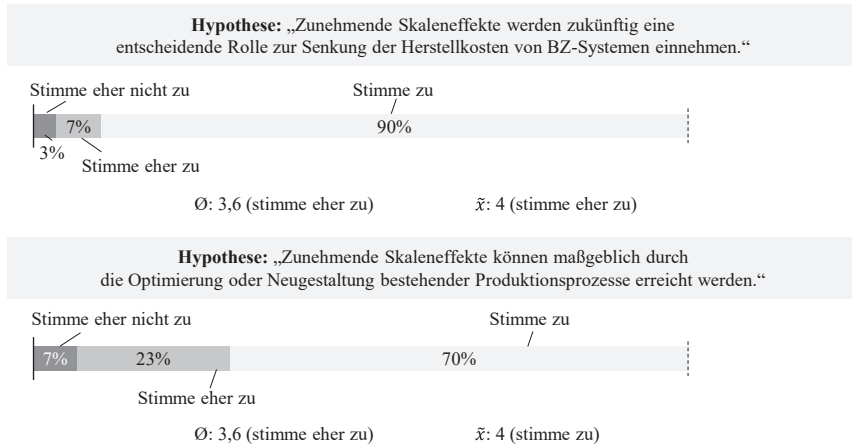 Hypothese: „Zunehmende Skaleneffekte werden zukünftig eine
entscheidende Rolle zur Senkung der Herstellkosten von BZ-Systemen einnehmen.“
Stimme eher nicht zu
Stimme zu
7%
90%
3%
Stimme eher zu
Ø: 3,6 (stimme eher zu)
x̃: 4 (stimme eher zu)
Hypothese: „Zunehmende Skaleneffekte können maßgeblich durch
die Optimierung oder Neugestaltung bestehender Produktionsprozesse erreicht werden.“
Stimme eher nicht zu
Stimme zu
7%
23%
70%
Stimme eher zu
Ø: 3,6 (stimme eher zu)
x̃: 4 (stimme zu)